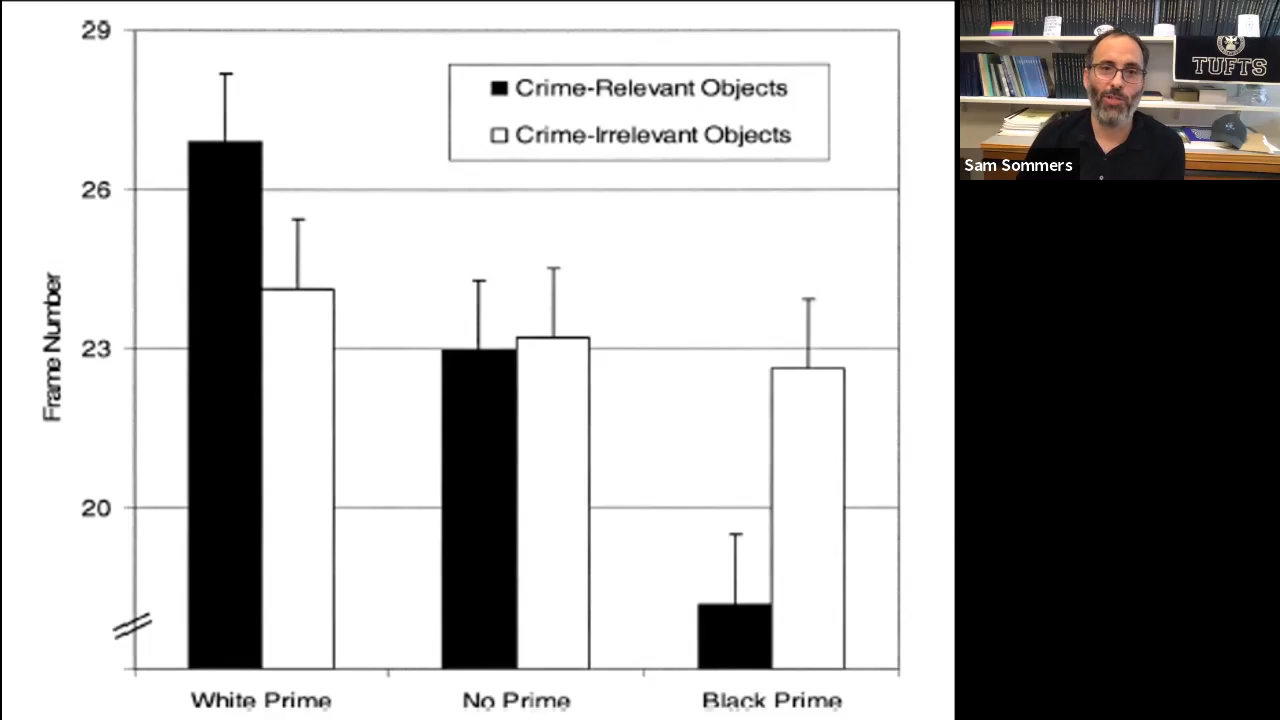 29
26
23
20
Frame Number
Crime-Relevant Objects
Crime-Irrelevant Objects
White Prime
No Prime
Black Prime
TUFTS
Sam Sommers